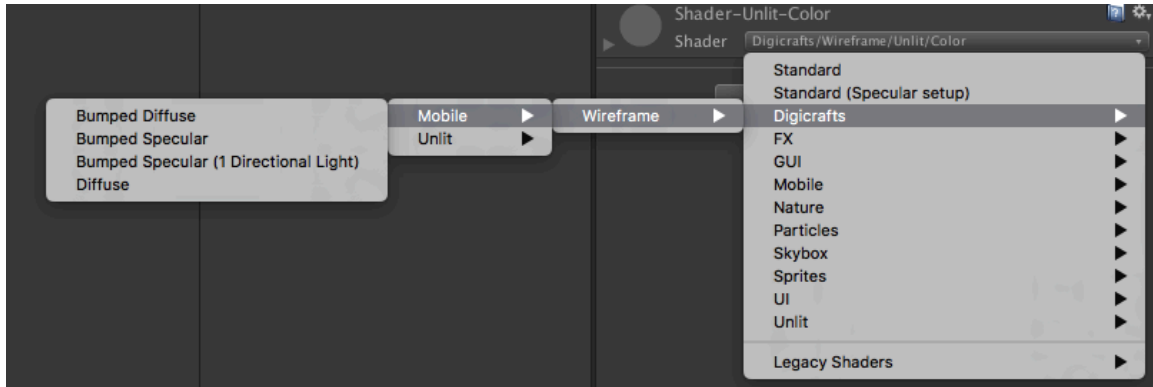 Shader-Unlit-Color
Shader Digicrafts/Wireframe/Unlit/Color
Standard
Standard (Specular setup)
Digicrafts
FX
GUI
Mobile
Nature
Particles
Skybox
Sprites
UI
Unlit
Legacy Shaders
Wireframe
Mobile
Unlit
Bumped Diffuse
Bumped Specular
Bumped Specular (1 Directional Light)
Diffuse